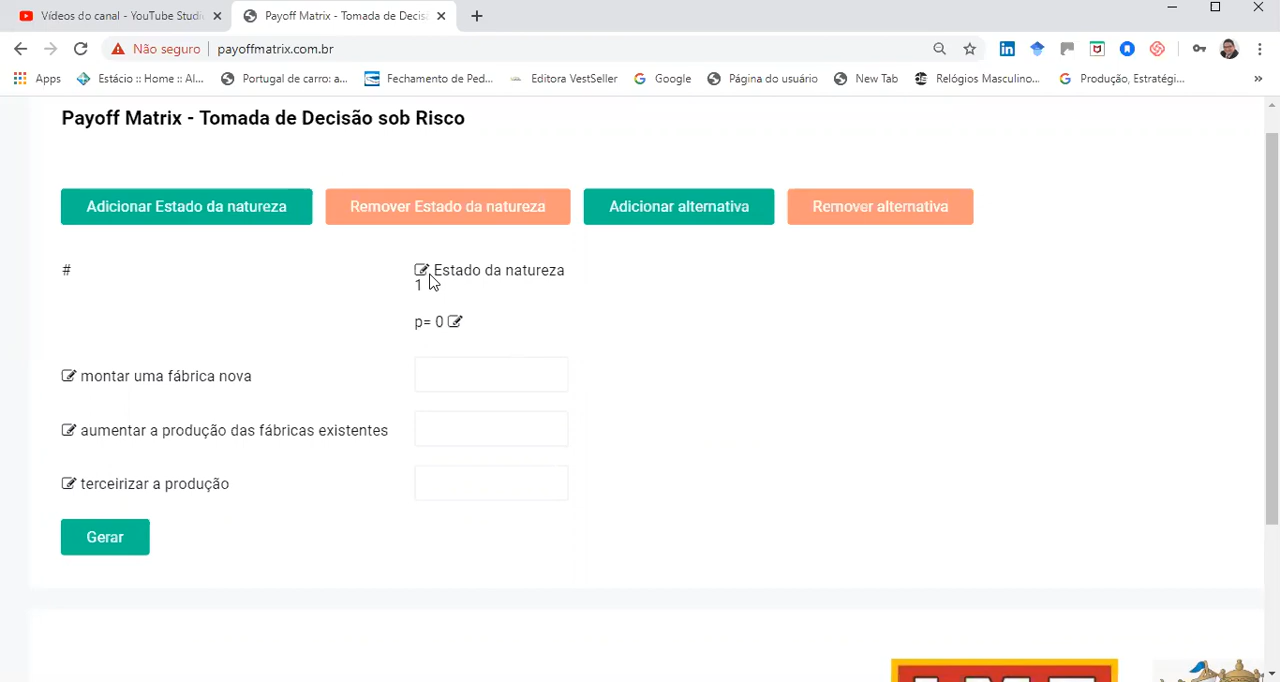 Vídeos do canal - YouTube Studi
Payoff Matrix - Tomada de Decisã
Não seguro
payoffmatrix.com.br
Apps
Estácio :: Home :: Al...
Portugal de carro: a...
Fechamento de Ped...
Editora VestSeller
Google
Página do usuário
New Tab
Relógios Masculino...
Produção, Estratégi...
»
Payoff Matrix - Tomada de Decisão sob Risco
Adicionar Estado da natureza
Remover Estado da natureza
Adicionar alternativa
Remover alternativa
#
Estado da natureza
1
p= 0
montar uma fábrica nova
aumentar a produção das fábricas existentes
terceirizar a produção
Gerar